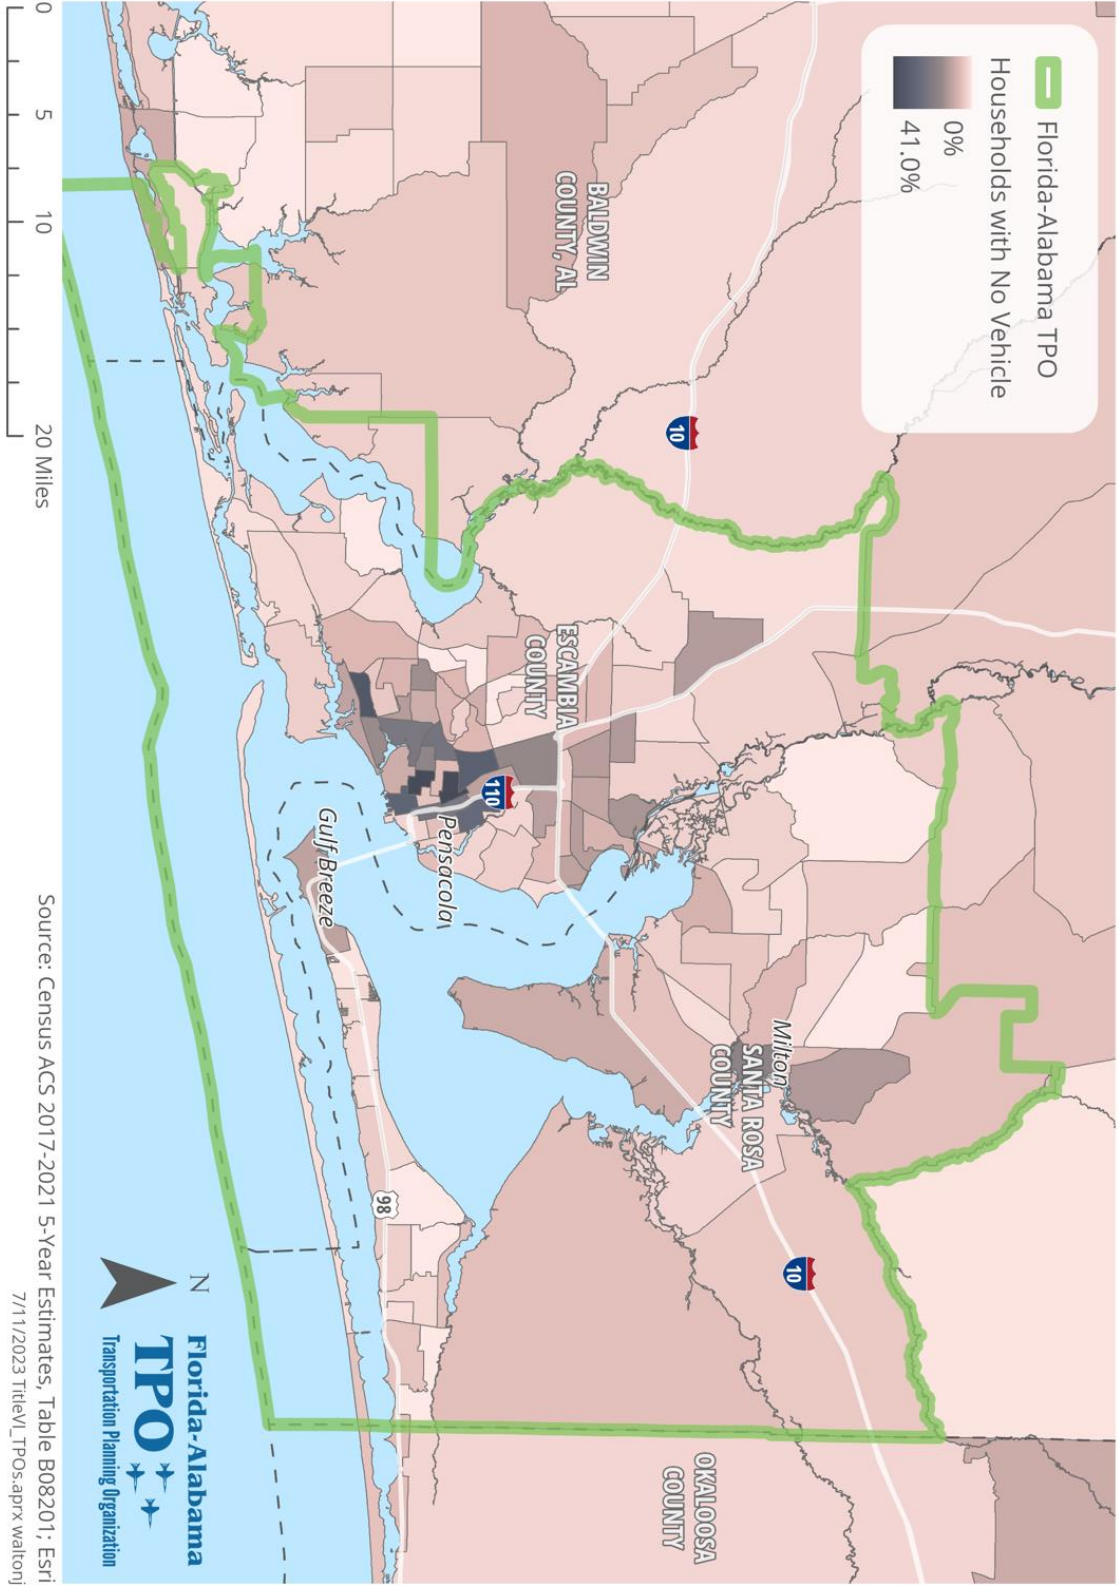 Florida-Alabama TPO
Households with No Vehicle
0%
41.0%
BALDWIN
COUNTY, AL
10
ESCAMBIA
COUNTY
110
Pensacola
Gulf Breeze
Milton
SANTA ROSA
COUNTY
10
98
OKALOOSA
COUNTY
N
Florida-Alabama
TPO
Transportation Planning Organization
0 5 10 20 Miles
Source: Census ACS 2017-2021 5-Year Estimates, Table B08201; Esri
7/11/2023 TitleVI_TPOs.aprx waltonj